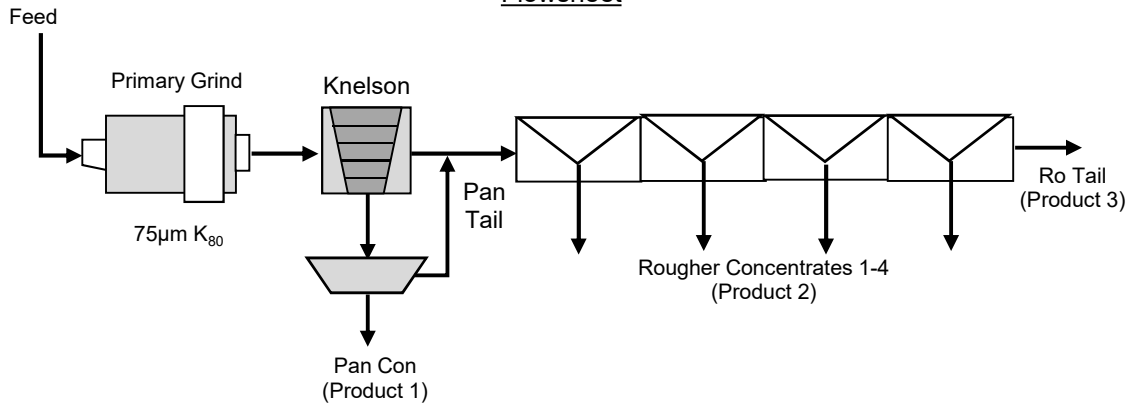 Flowsheet
Feed
Primary Grind
Knelson
Pan
Tail
Ro Tail
(Product 3)
75µm K80
Rougher Concentrates 1-4
(Product 2)
Pan Con
(Product 1)